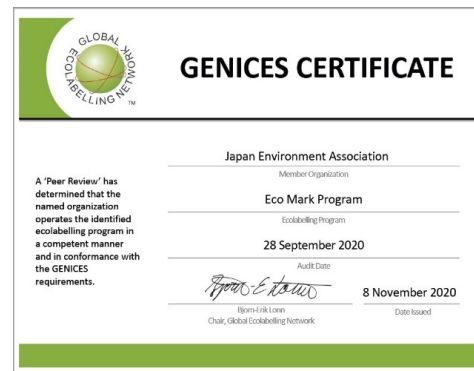 GLOBAL ECOLABELLING NETWORK
TM
GENICES CERTIFICATE
Japan Environment Association
Member Organization
A 'Peer Review' has
determined that the
named organization
operates the identified
ecolabelling program in
a competent manner
and in conformance with
the GENICES
requirements.
Eco Mark Program
Ecolabelling Program
28 September 2020
Audit Date
Bjorn-Erik Lonn
Chair, Global Ecolabelling Network
8 November 2020
Date Issued